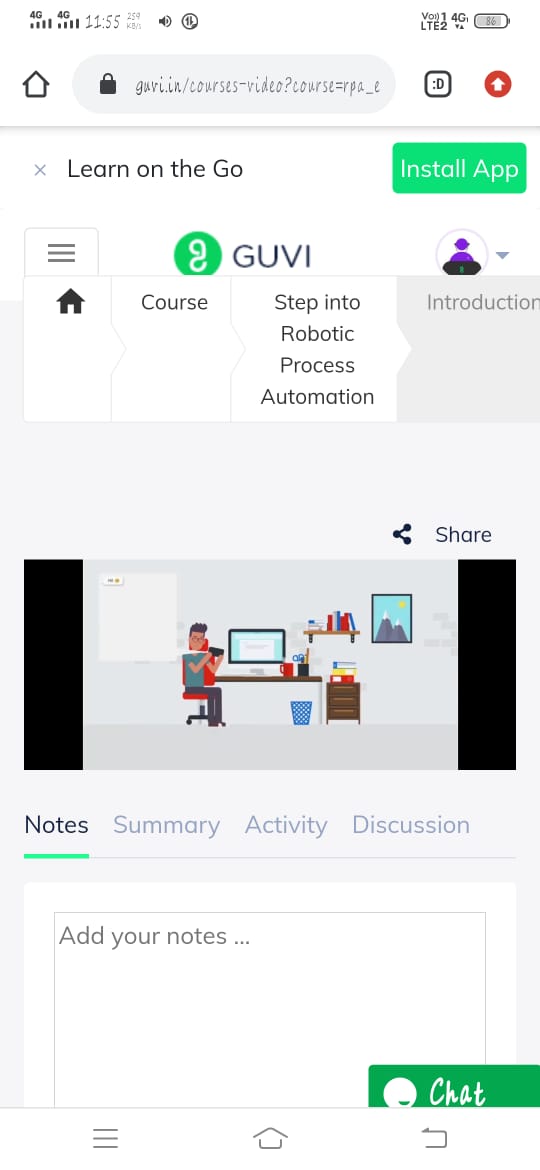 4G 4G 11:55 259 KB/s Vo))1 4G LTE2 86
guvi.in/courses-video?course=rpa_e :D
× Learn on the Go Install App
GUVI
Course
Step into
Robotic
Process
Automation
Introduction
Share
Hi
Notes Summary Activity Discussion
Add your notes ...
Chat